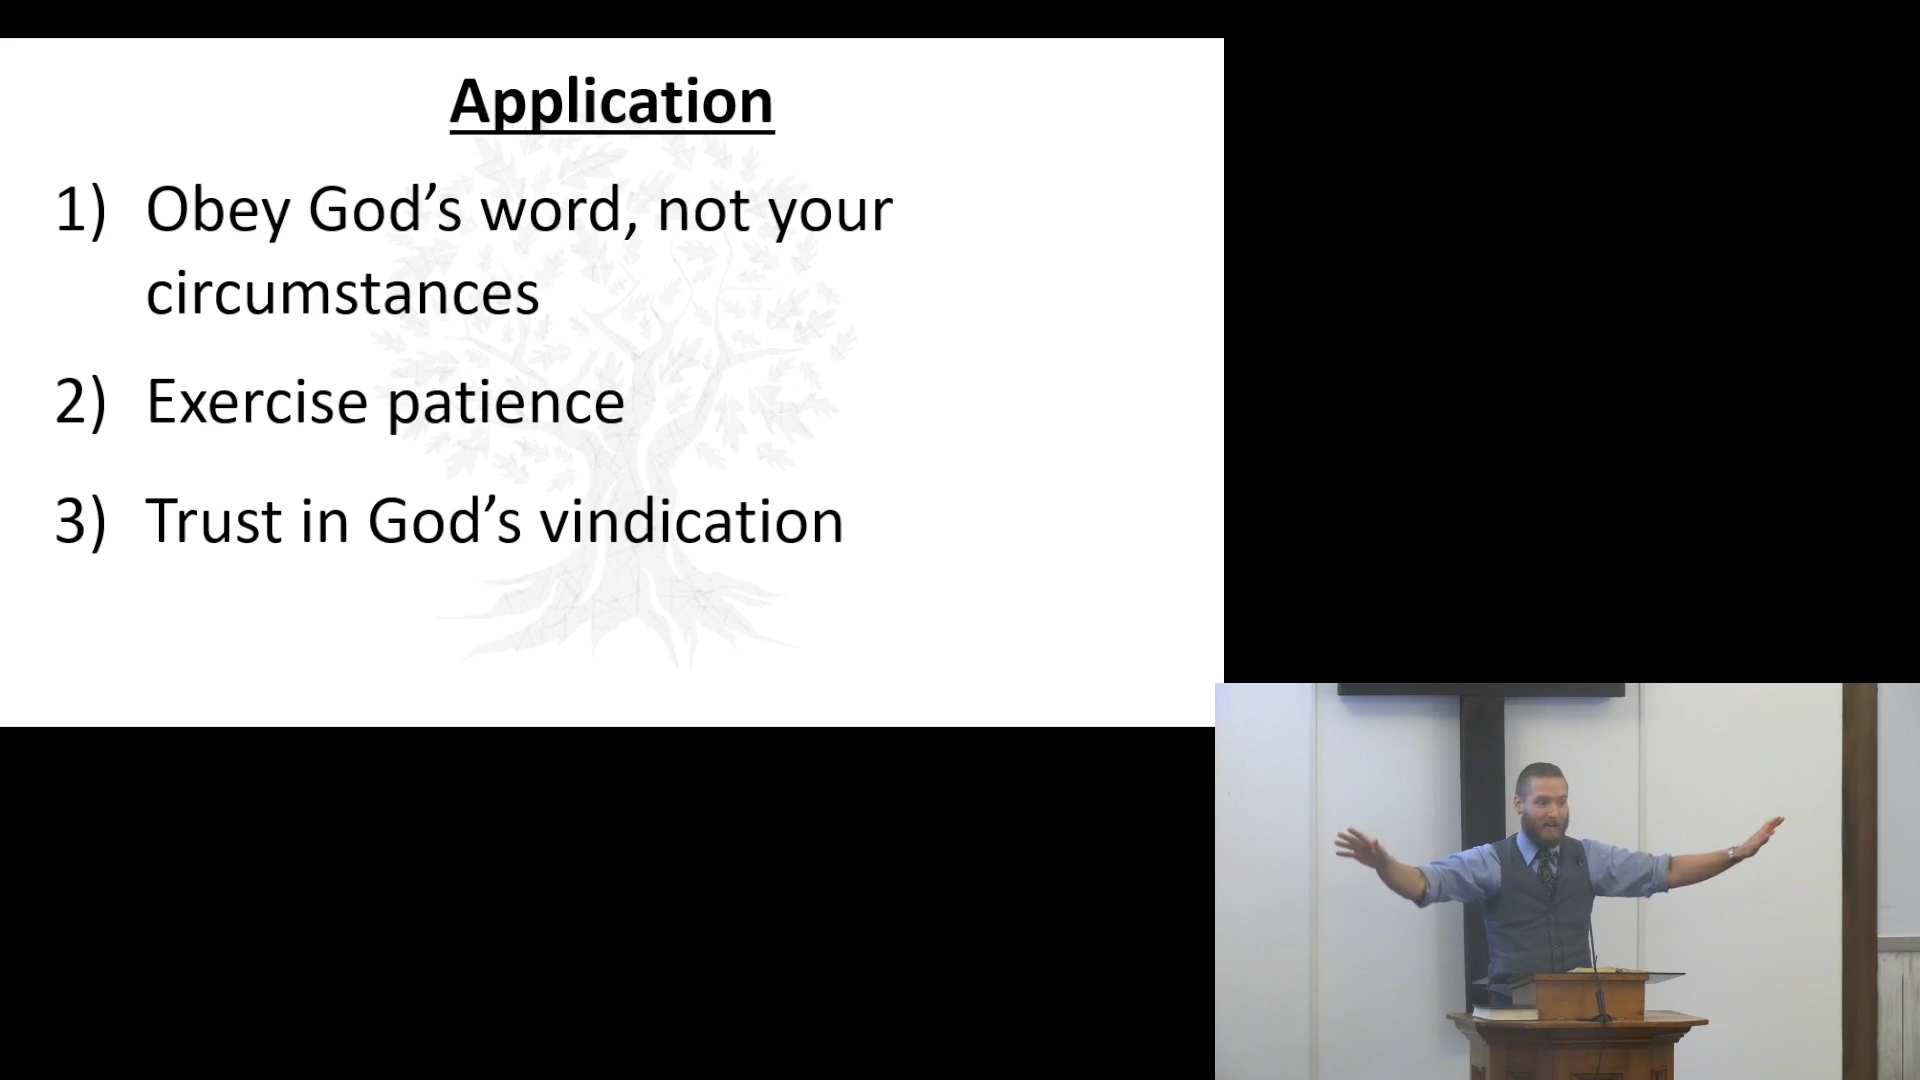 Application
1) Obey God’s word, not your
circumstances
2) Exercise patience
3) Trust in God’s vindication